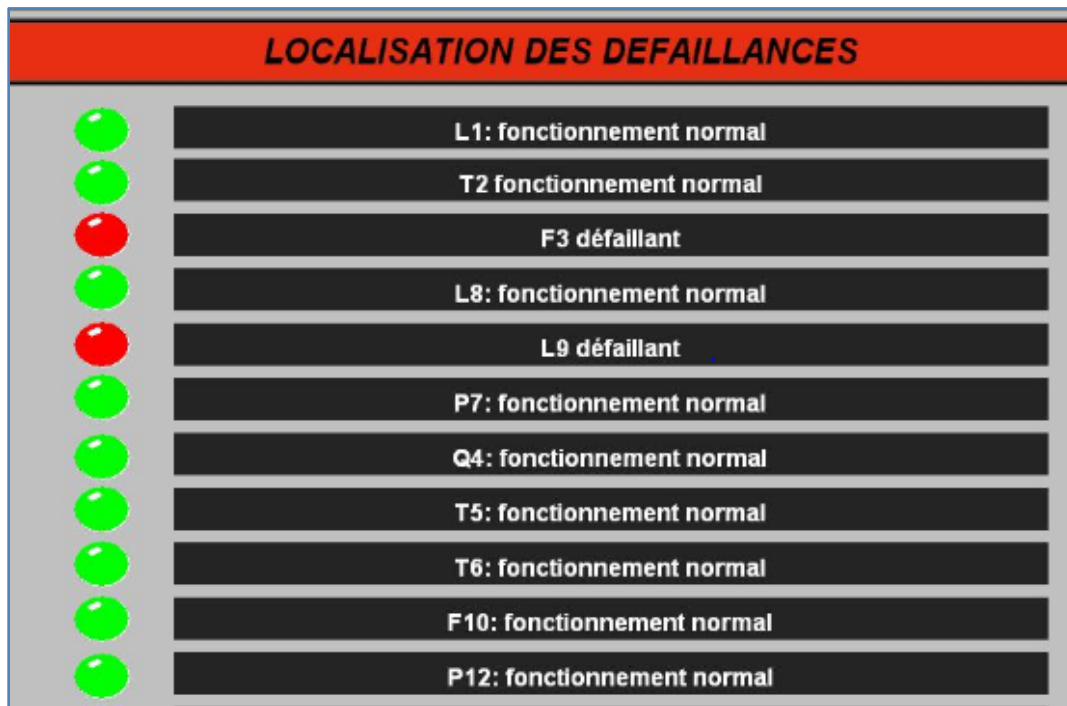 LOCALISATION DES DEFAILLANCES
L1: fonctionnement normal
T2 fonctionnement normal
F3 défaillant
L8: fonctionnement normal
L9 défaillant
P7: fonctionnement normal
Q4: fonctionnement normal
T5: fonctionnement normal
T6: fonctionnement normal
F10: fonctionnement normal
P12: fonctionnement normal